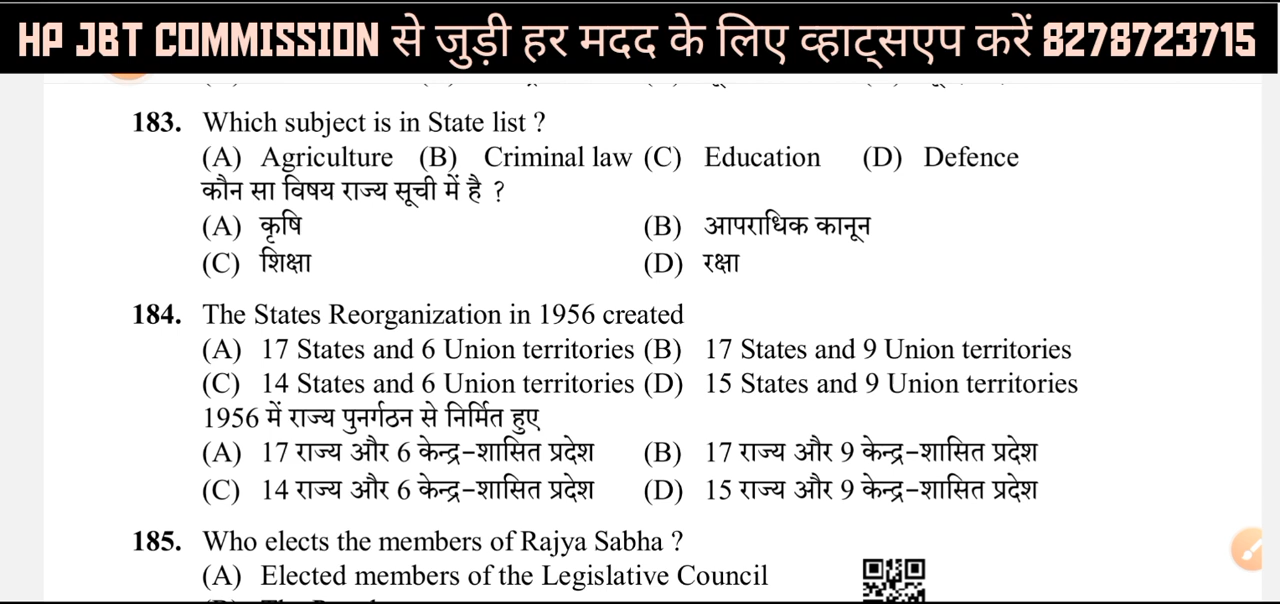 HP JBT COMMISSION से जुड़ी हर मदद के लिए व्हाट्सएप करें 8278723715
183. Which subject is in State list ?
(A) Agriculture (B) Criminal law (C) Education (D) Defence
कौन सा विषय राज्य सूची में है ?
(A) कृषि (B) आपराधिक कानून
(C) शिक्षा (D) रक्षा
184. The States Reorganization in 1956 created
(A) 17 States and 6 Union territories (B) 17 States and 9 Union territories
(C) 14 States and 6 Union territories (D) 15 States and 9 Union territories
1956 में राज्य पुनर्गठन से निर्मित हुए
(A) 17 राज्य और 6 केन्द्र-शासित प्रदेश (B) 17 राज्य और 9 केन्द्र-शासित प्रदेश
(C) 14 राज्य और 6 केन्द्र-शासित प्रदेश (D) 15 राज्य और 9 केन्द्र-शासित प्रदेश
185. Who elects the members of Rajya Sabha ?
(A) Elected members of the Legislative Council